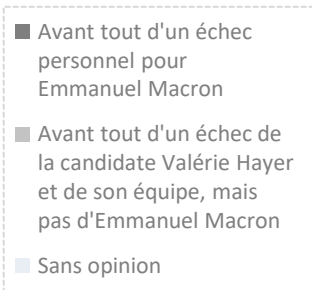 Avant tout d'un échec
personnel pour
Emmanuel Macron
Avant tout d'un échec de
la candidate Valérie Hayer
et de son équipe, mais
pas d'Emmanuel Macron
Sans opinion